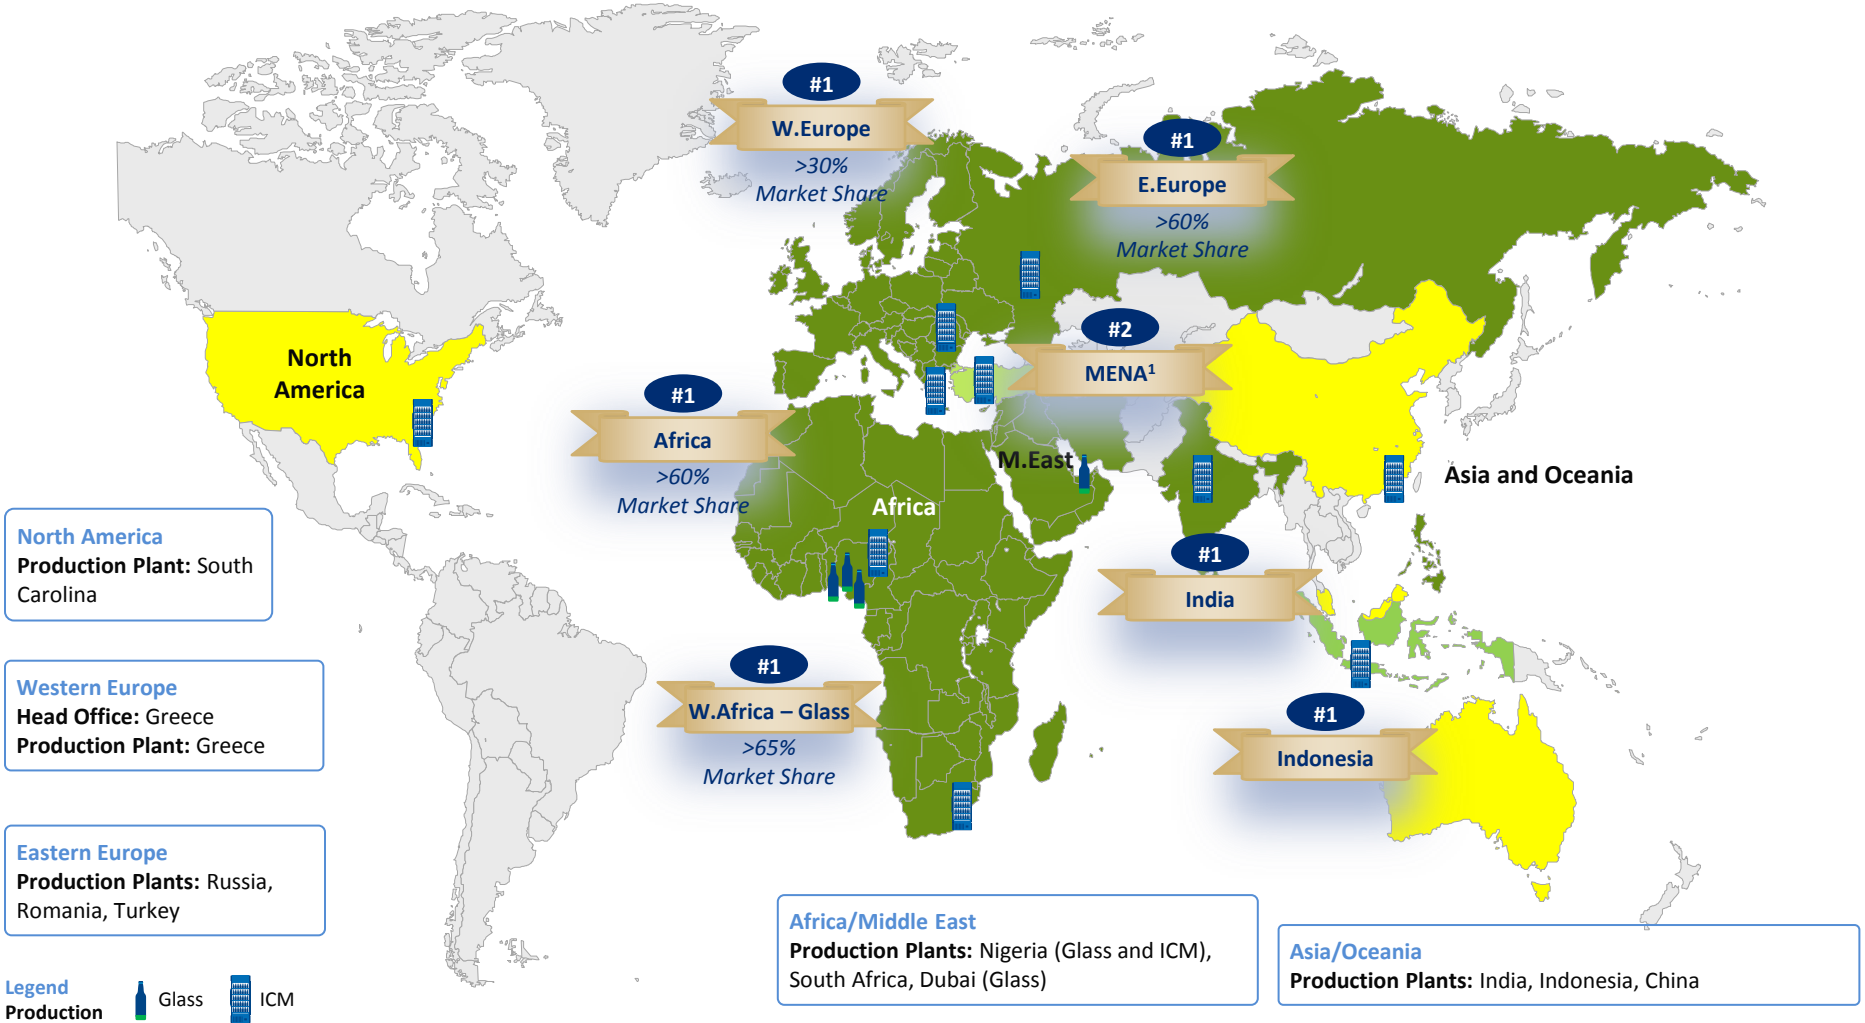 #1
W.Europe
>30%
Market Share
#1
E.Europe
>60%
Market Share
#2
MENA¹
North
America
#1
Africa
>60%
Market Share
M.East
Africa
Asia and Oceania
#1
India
#1
W.Africa – Glass
>65%
Market Share
#1
Indonesia
North America
Production Plant: South
Carolina
Western Europe
Head Office: Greece
Production Plant: Greece
Eastern Europe
Production Plants: Russia,
Romania, Turkey
Africa/Middle East
Production Plants: Nigeria (Glass and ICM),
South Africa, Dubai (Glass)
Asia/Oceania
Production Plants: India, Indonesia, China
Legend
Production
Glass
ICM